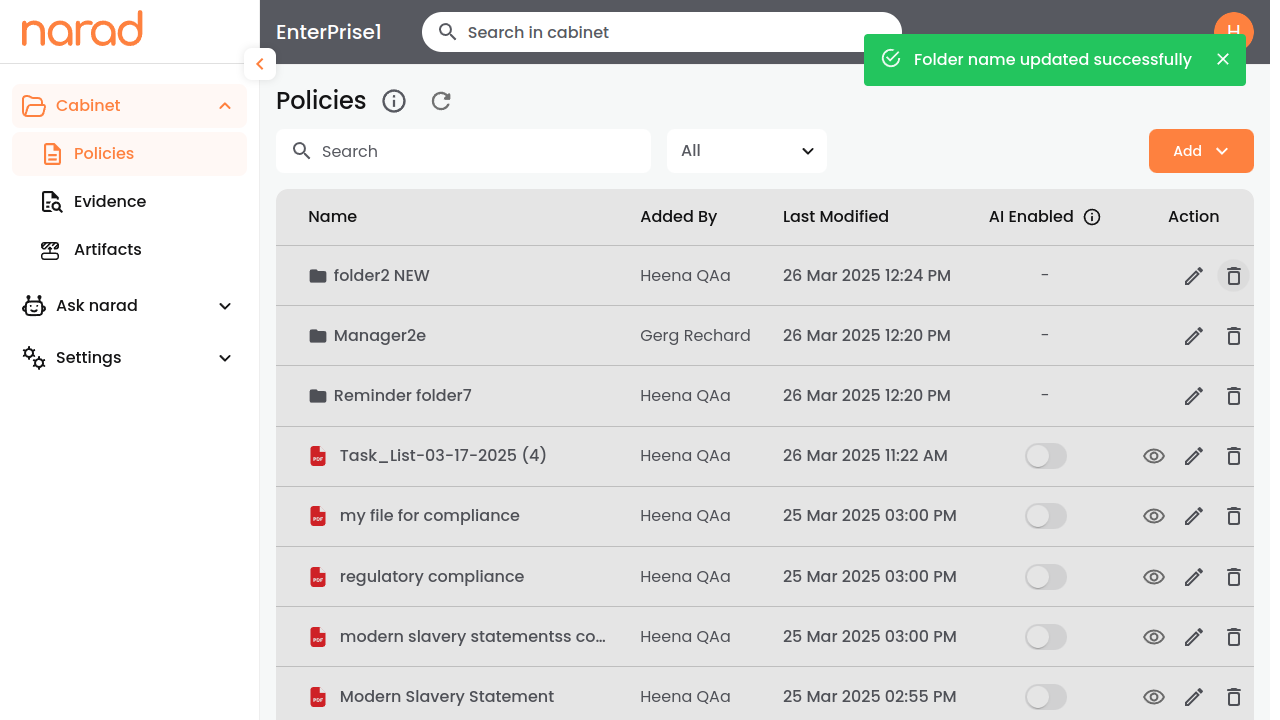 narad
EnterPrise1
Search in cabinet
H
Folder name updated successfully
Cabinet
Policies
Evidence
Artifacts
Ask narad
Settings
Policies
Search
All
Add
Name Added By Last Modified AI Enabled Action
folder2 NEW Heena QAa 26 Mar 2025 12:24 PM -
Manager2e Gerg Rechard 26 Mar 2025 12:20 PM -
Reminder folder7 Heena QAa 26 Mar 2025 12:20 PM -
PDF Task_List-03-17-2025 (4) Heena QAa 26 Mar 2025 11:22 AM
PDF my file for compliance Heena QAa 25 Mar 2025 03:00 PM
PDF regulatory compliance Heena QAa 25 Mar 2025 03:00 PM
PDF modern slavery statementss co... Heena QAa 25 Mar 2025 03:00 PM
PDF Modern Slavery Statement Heena QAa 25 Mar 2025 02:55 PM